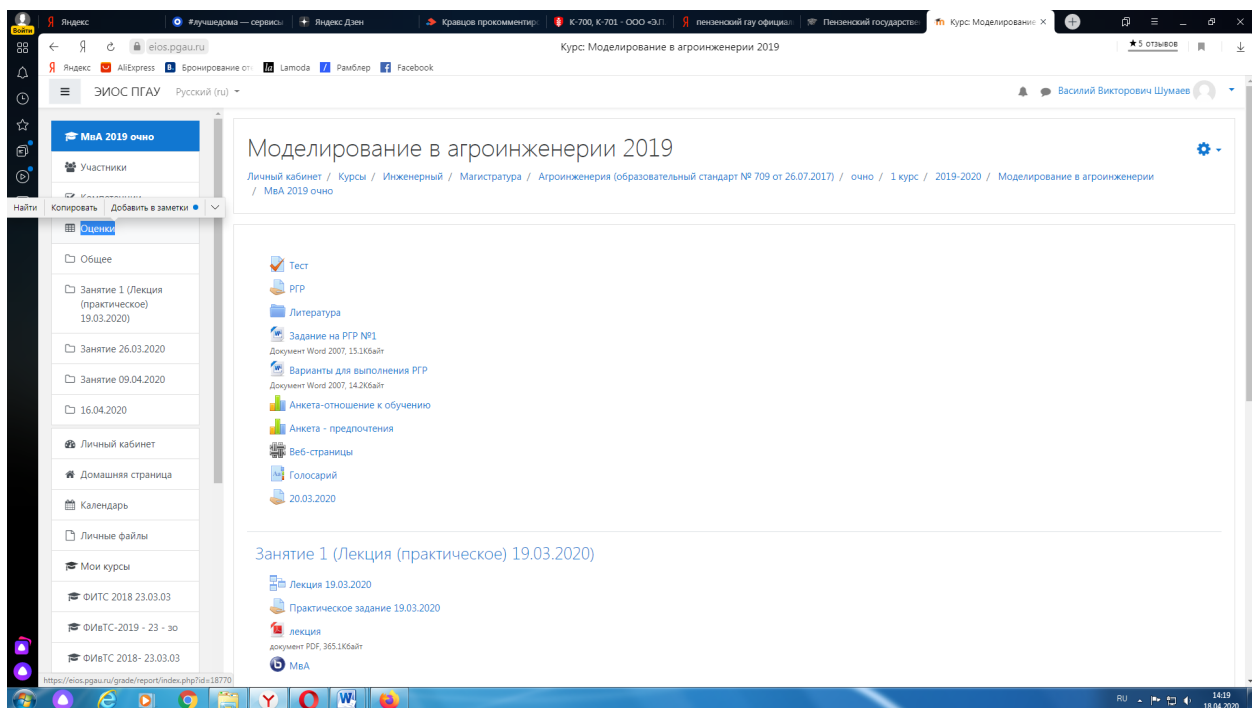 Яндекс
#лучшедома — сервисы
Яндекс Дзен
Кравцов прокомментир
К-700, К-701 - ООО «Э.П.
пензенский гау официал
Пензенский государстве
Курс: Моделирование
Войти
eios.pgau.ru
Курс: Моделирование в агроинженерии 2019
★5 отзывов
Яндекс
AliExpress
Бронирование от
Lamoda
Рамблер
Facebook
ЭИОС ПГАУ
Русский (ru)
Василий Викторович Шумаев
МвА 2019 очно
Участники
Найти
Копировать
Добавить в заметки
Оценки
Общее
Занятие 1 (Лекция
(практическое)
19.03.2020)
Занятие 26.03.2020
Занятие 09.04.2020
16.04.2020
Личный кабинет
Домашняя страница
Календарь
Личные файлы
Мои курсы
ФИТС 2018 23.03.03
ФИвТС-2019 - 23 - зо
ФИвТС 2018- 23.03.03
Моделирование в агроинженерии 2019
Личный кабинет / Курсы / Инженерный / Магистратура / Агроинженерия (образовательный стандарт № 709 от 26.07.2017) / очно / 1 курс / 2019-2020 / Моделирование в агроинженерии
/ МвА 2019 очно
Тест
РГР
Литература
Задание на РГР №1
Документ Word 2007, 15.1Кбайт
Варианты для выполнения РГР
Документ Word 2007, 14.2Кбайт
Анкета-отношение к обучению
Анкета - предпочтения
Веб-страницы
Голосарий
20.03.2020
Занятие 1 (Лекция (практическое) 19.03.2020)
Лекция 19.03.2020
Практическое задание 19.03.2020
лекция
документ PDF, 365.1Кбайт
МвА
https://eios.pgau.ru/grade/report/index.php?id=18770
RU
14:19
18.04.2020